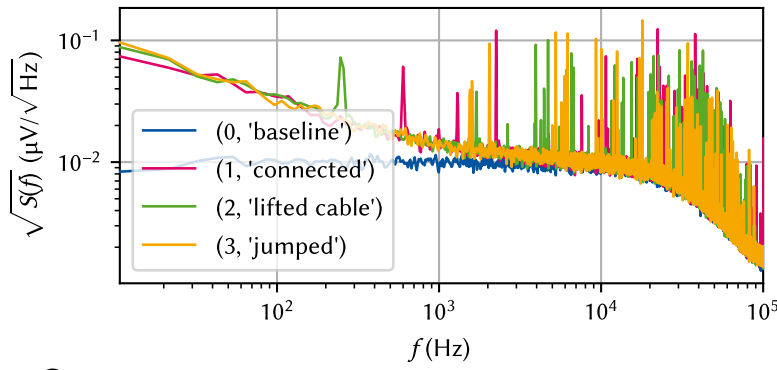 10⁻¹
10⁻²
√S(f) (μV/√Hz)
(0, 'baseline')
(1, 'connected')
(2, 'lifted cable')
(3, 'jumped')
10² 10³ 10⁴ 10⁵
f (Hz)